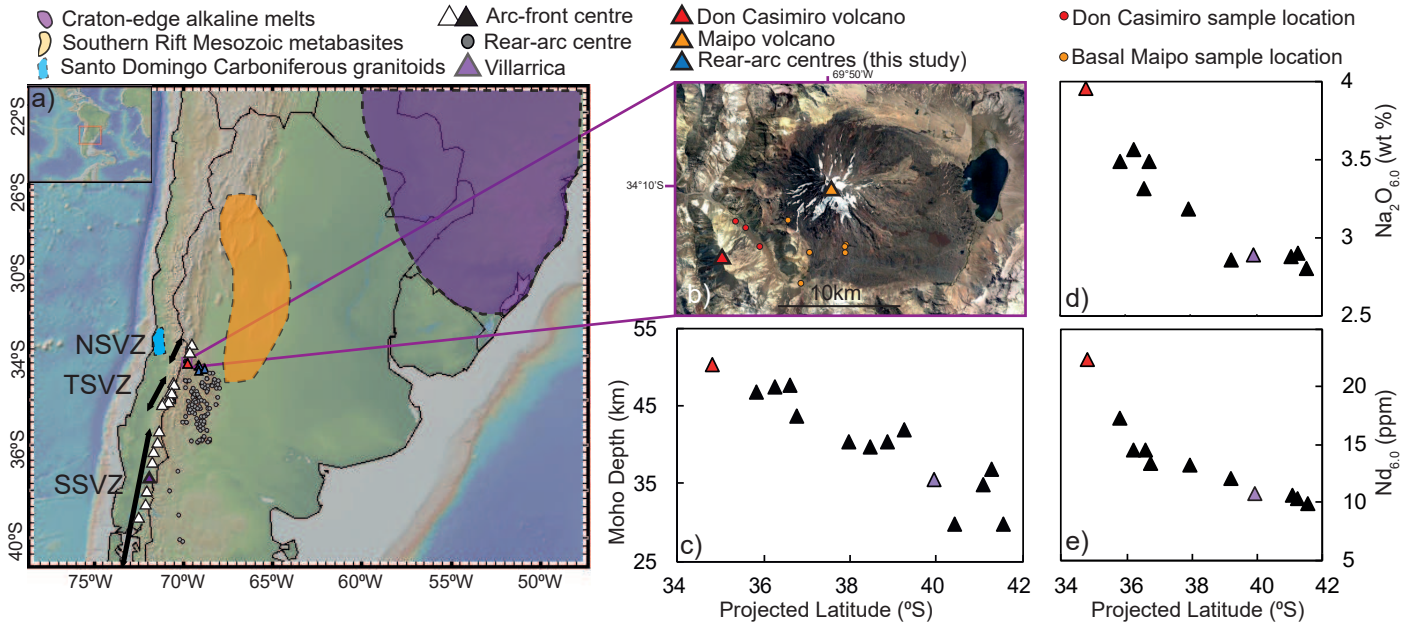 Craton-edge alkaline melts
Southern Rift Mesozoic metabasites
Santo Domingo Carboniferous granitoids
Arc-front centre
Rear-arc centre
Villarrica
Don Casimiro volcano
Maipo volcano
Rear-arc centres (this study)
Don Casimiro sample location
Basal Maipo sample location
a)
22°S
26°S
30°S
34°S
36°S
40°S
NSVZ
TSVZ
SSVZ
75°W
70°W
65°W
60°W
55°W
50°W
69°50'W
34°10'S
b)
10km
55
45
35
25
Moho Depth (km)
c)
34
36
38
40
42
Projected Latitude (ºS)
4
3.5
3
2.5
Na2O6.0 (wt %)
d)
20
15
10
5
Nd6.0 (ppm)
e)
34
36
38
40
42
Projected Latitude (ºS)